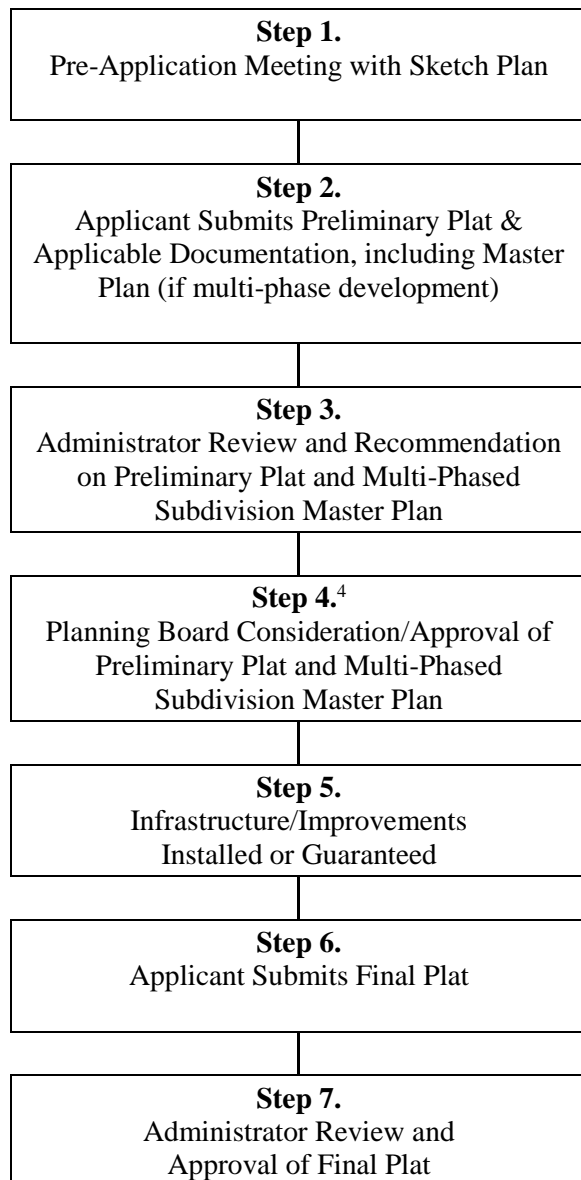 Step 1.
Pre-Application Meeting with Sketch Plan
Step 2.
Applicant Submits Preliminary Plat &
Applicable Documentation, including Master
Plan (if multi-phase development)
Step 3.
Administrator Review and Recommendation
on Preliminary Plat and Multi-Phased
Subdivision Master Plan
Step 4.4
Planning Board Consideration/Approval of
Preliminary Plat and Multi-Phased
Subdivision Master Plan
Step 5.
Infrastructure/Improvements
Installed or Guaranteed
Step 6.
Applicant Submits Final Plat
Step 7.
Administrator Review and
Approval of Final Plat